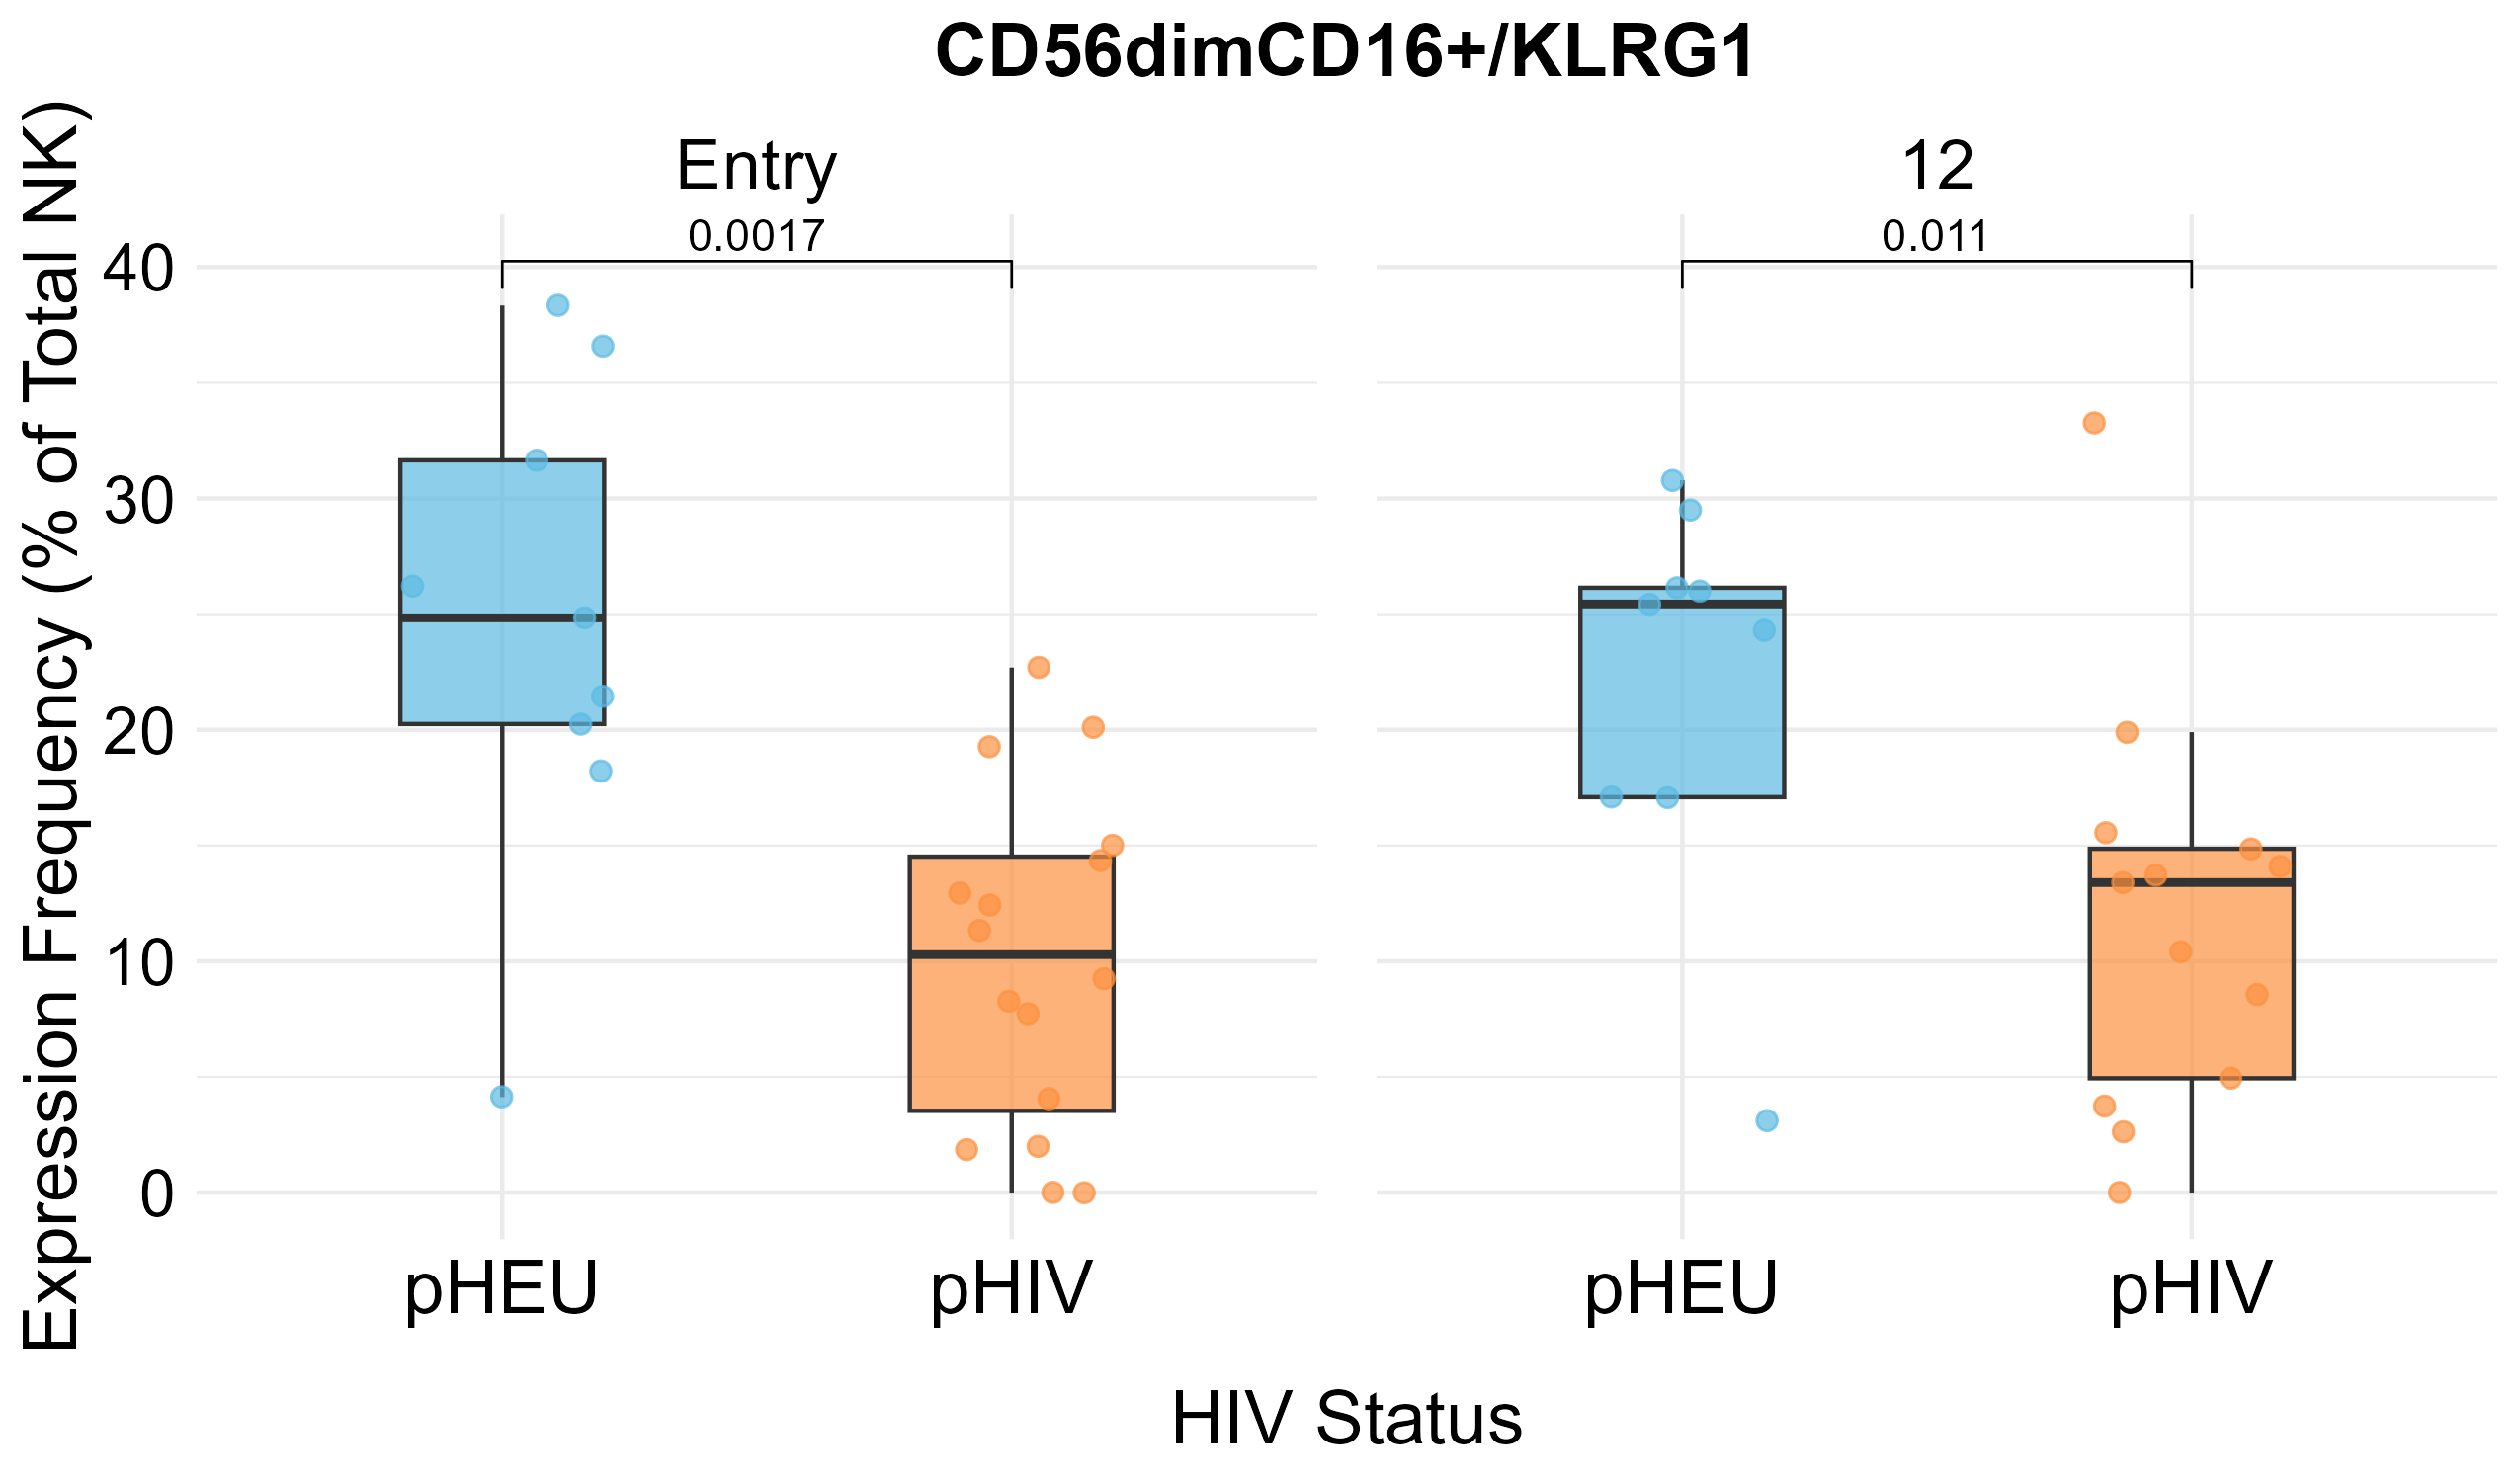 CD56dimCD16+/KLRG1
Entry
12
0.0017
0.011
Expression Frequency (% of Total NK)
40
30
20
10
0
pHEU
pHIV
pHEU
pHIV
HIV Status